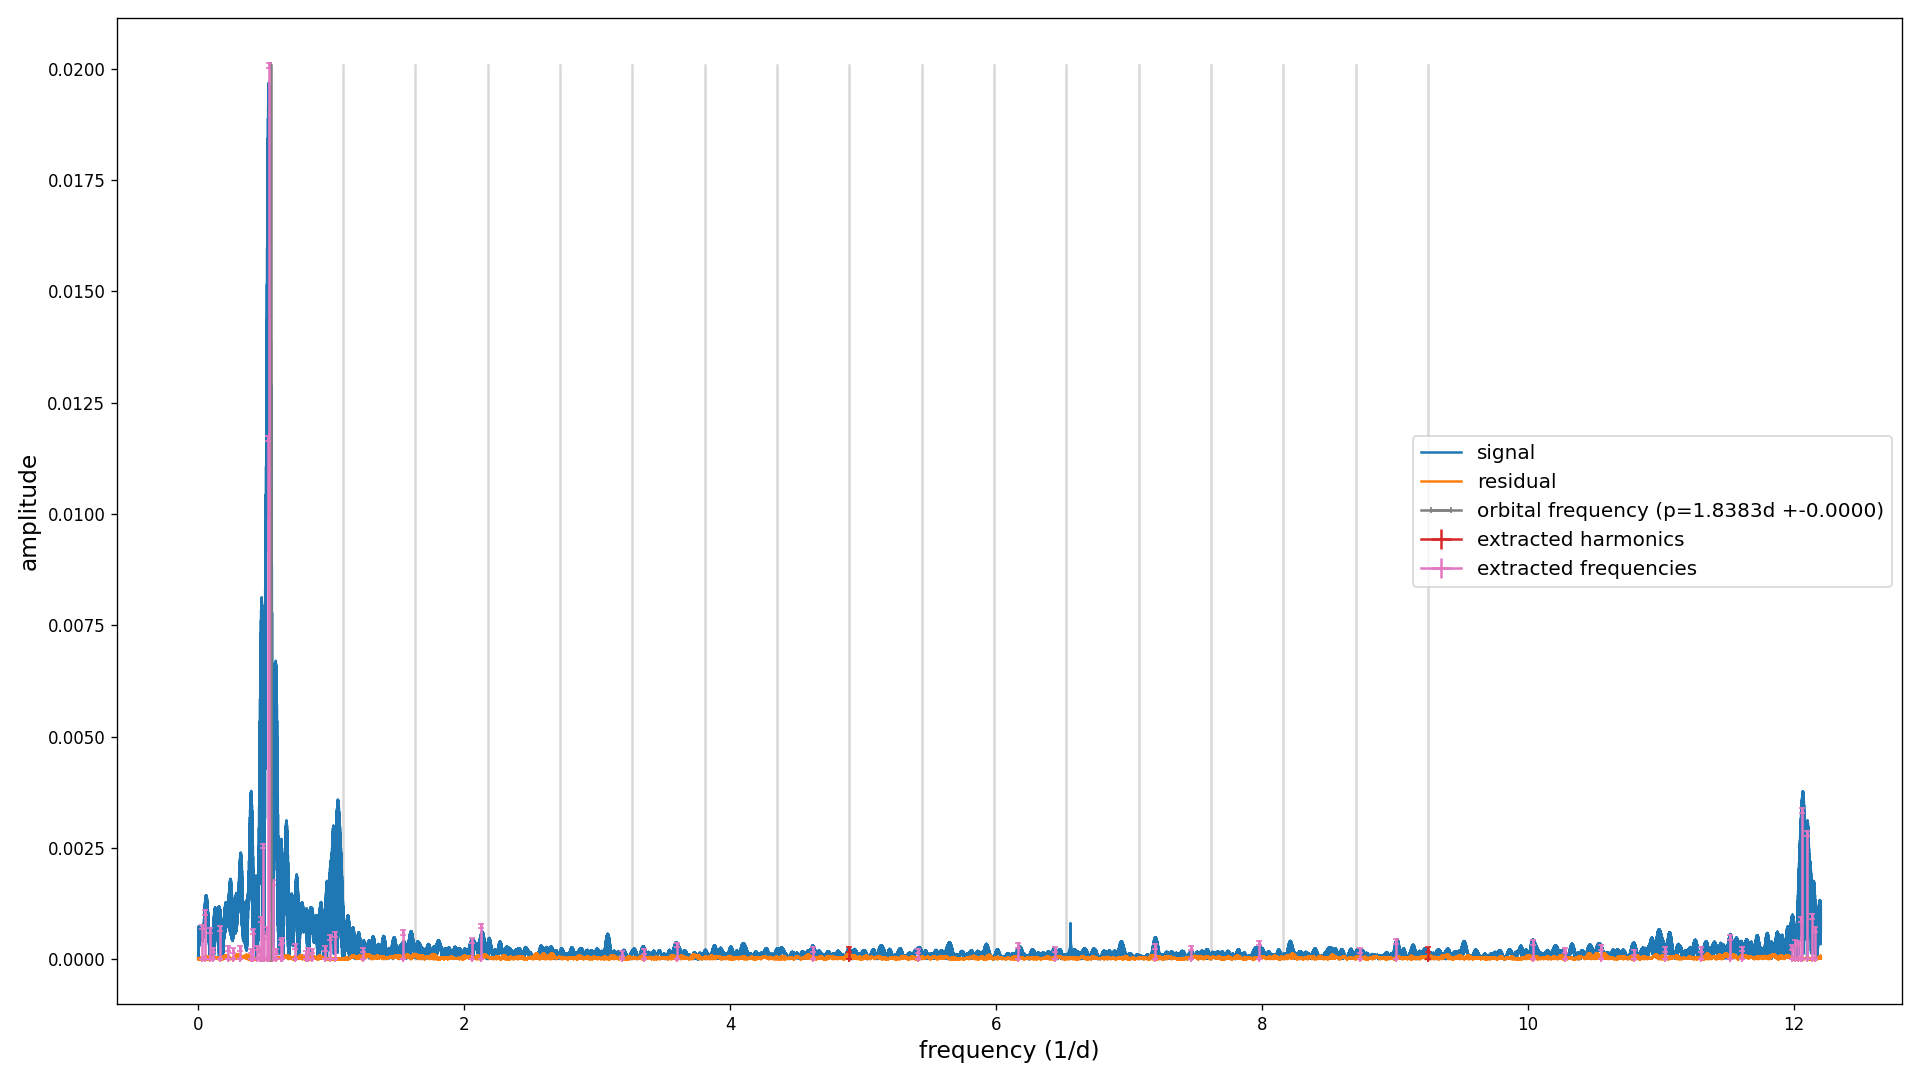 0.0200
0.0175
0.0150
0.0125
0.0100
0.0075
0.0050
0.0025
0.0000
amplitude
signal
residual
orbital frequency (p=1.8383d +-0.0000)
extracted harmonics
extracted frequencies
0 2 4 6 8 10 12
frequency (1/d)